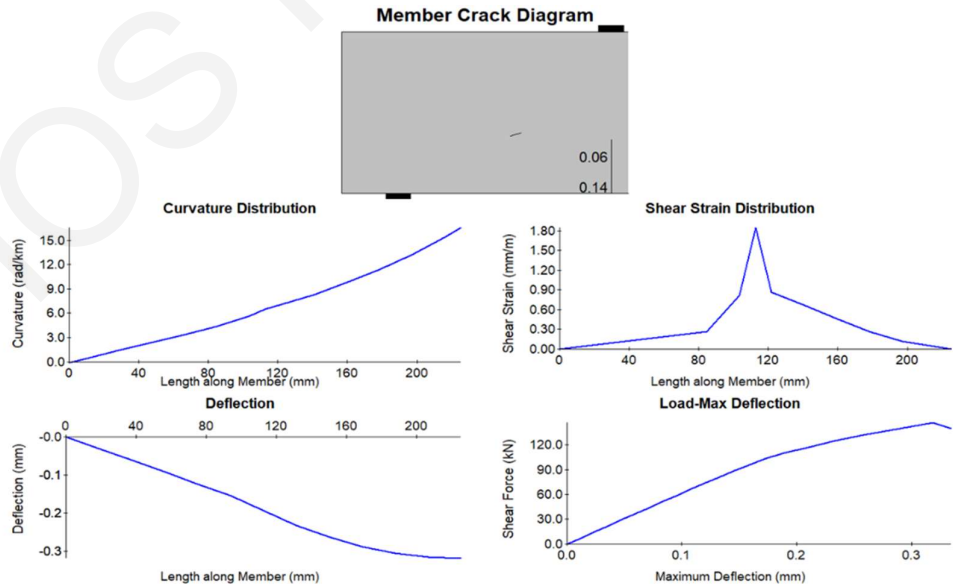 Member Crack Diagram
0.06
0.14
Curvature Distribution
Curvature (rad/km)
15.0
12.0
9.0
6.0
3.0
0.0
0 40 80 120 160 200
Length along Member (mm)
Shear Strain Distribution
Shear Strain (mm/m)
1.80
1.50
1.20
0.90
0.60
0.30
0.00
0 40 80 120 160 200
Length along Member (mm)
Deflection
0 40 80 120 160 200
Deflection (mm)
-0.0
-0.1
-0.2
-0.3
Length along Member (mm)
Load-Max Deflection
Shear Force (kN)
120.0
90.0
60.0
30.0
0.0
0.0 0.1 0.2 0.3
Maximum Deflection (mm)